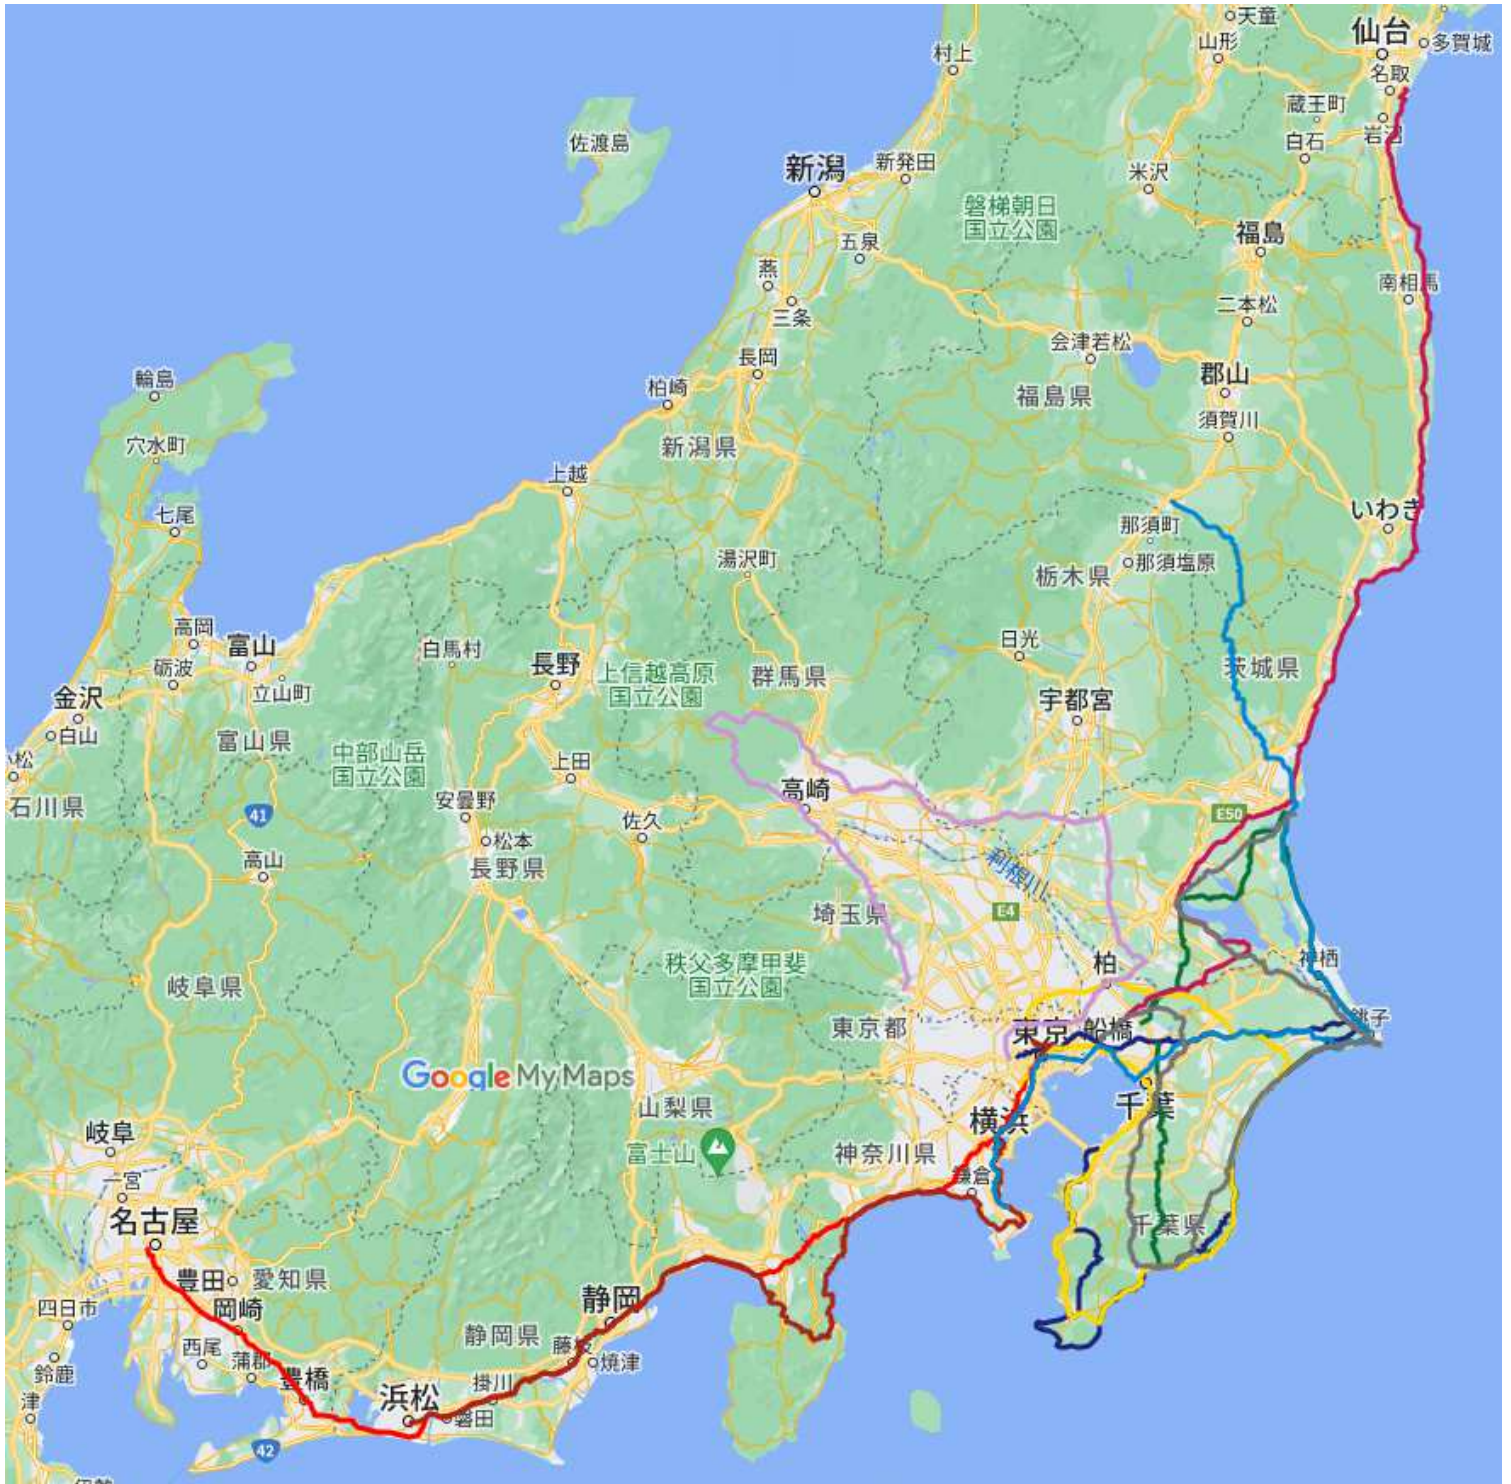 天童
仙台
山形
多賀城
村上
名取
蔵王町
佐渡島
白石
新潟
新発田
米沢
磐梯朝日
国立公園
福島
五泉
燕
南相馬
三条
二本松
会津若松
長岡
郡山
輪島
柏崎
福島県
須賀川
穴水町
新潟県
上越
いわき
七尾
那須町
湯沢町
那須塩原
栃木県
高岡
日光
富山
白馬村
長野
茨城県
砺波
上信越高原
国立公園
群馬県
立山町
金沢
宇都宮
白山
富山県
中部山岳
国立公園
上田
高崎
安曇野
石川県
41
E50
佐久
松本
高山
長野県
利根川
埼玉県
E4
秩父多摩甲斐
国立公園
柏
神栖
岐阜県
東京都
東京
船橋
銚子
Google My Maps
千葉
山梨県
横浜
岐阜
富士山
神奈川県
一宮
鎌倉
名古屋
千葉県
豊田
愛知県
四日市
岡崎
静岡
静岡県
西尾
蒲郡
焼津
鈴鹿
豊橋
掛川
浜松
津
磐田
42